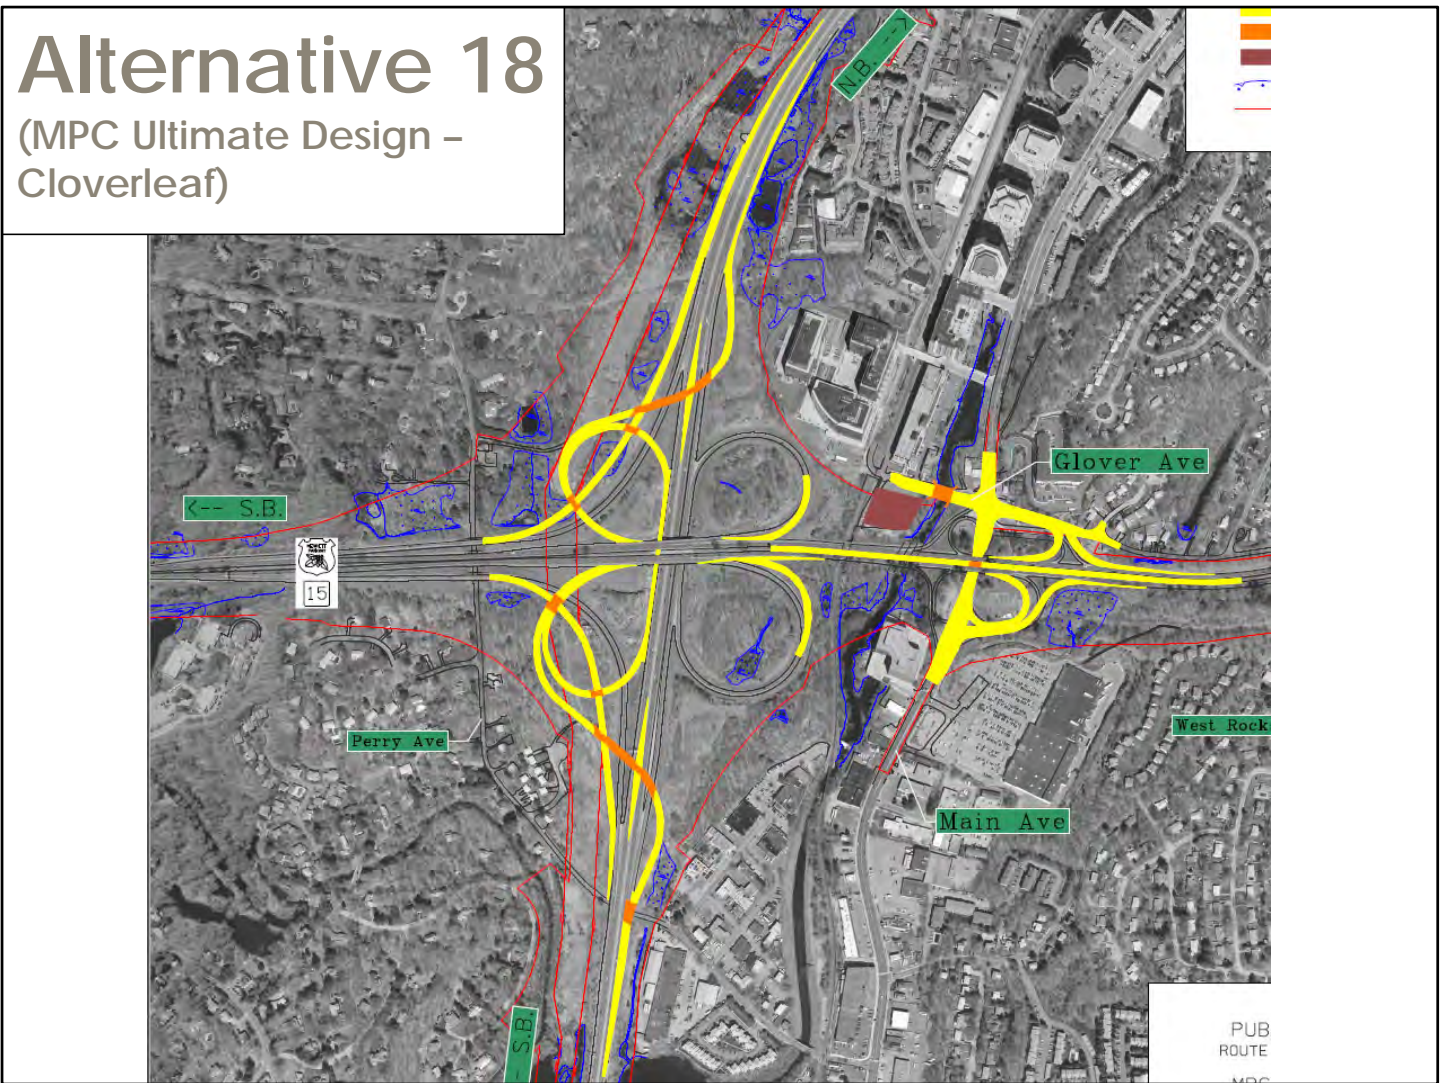 Alternative 18
(MPC Ultimate Design –
Cloverleaf)
N.B. -->
<-- S.B.
15
Glover Ave
Perry Ave
West Rock
Main Ave
- S.B.
PUB
ROUTE